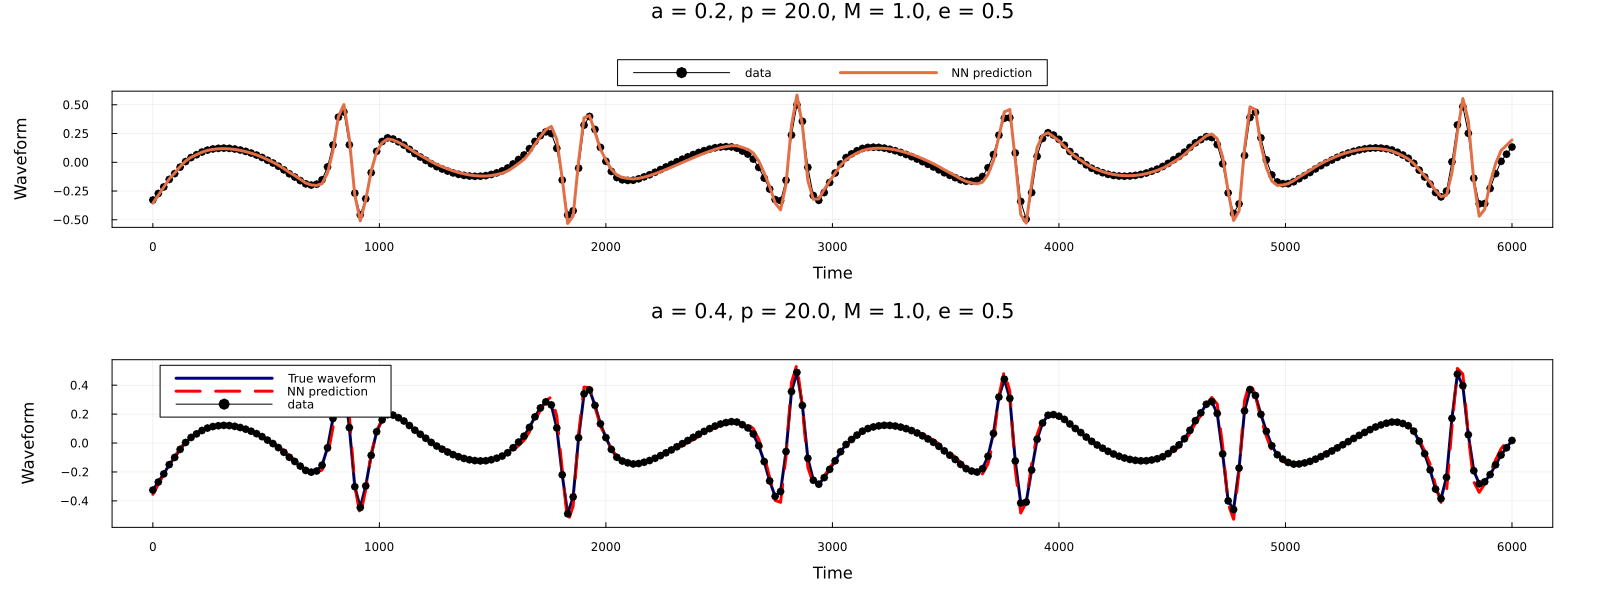 a = 0.2, p = 20.0, M = 1.0, e = 0.5
data NN prediction
0.50
0.25
0.00
−0.25
−0.50
Waveform
0 1000 2000 3000 4000 5000 6000
Time
a = 0.4, p = 20.0, M = 1.0, e = 0.5
True waveform
NN prediction
data
0.4
0.2
0.0
−0.2
−0.4
Waveform
0 1000 2000 3000 4000 5000 6000
Time